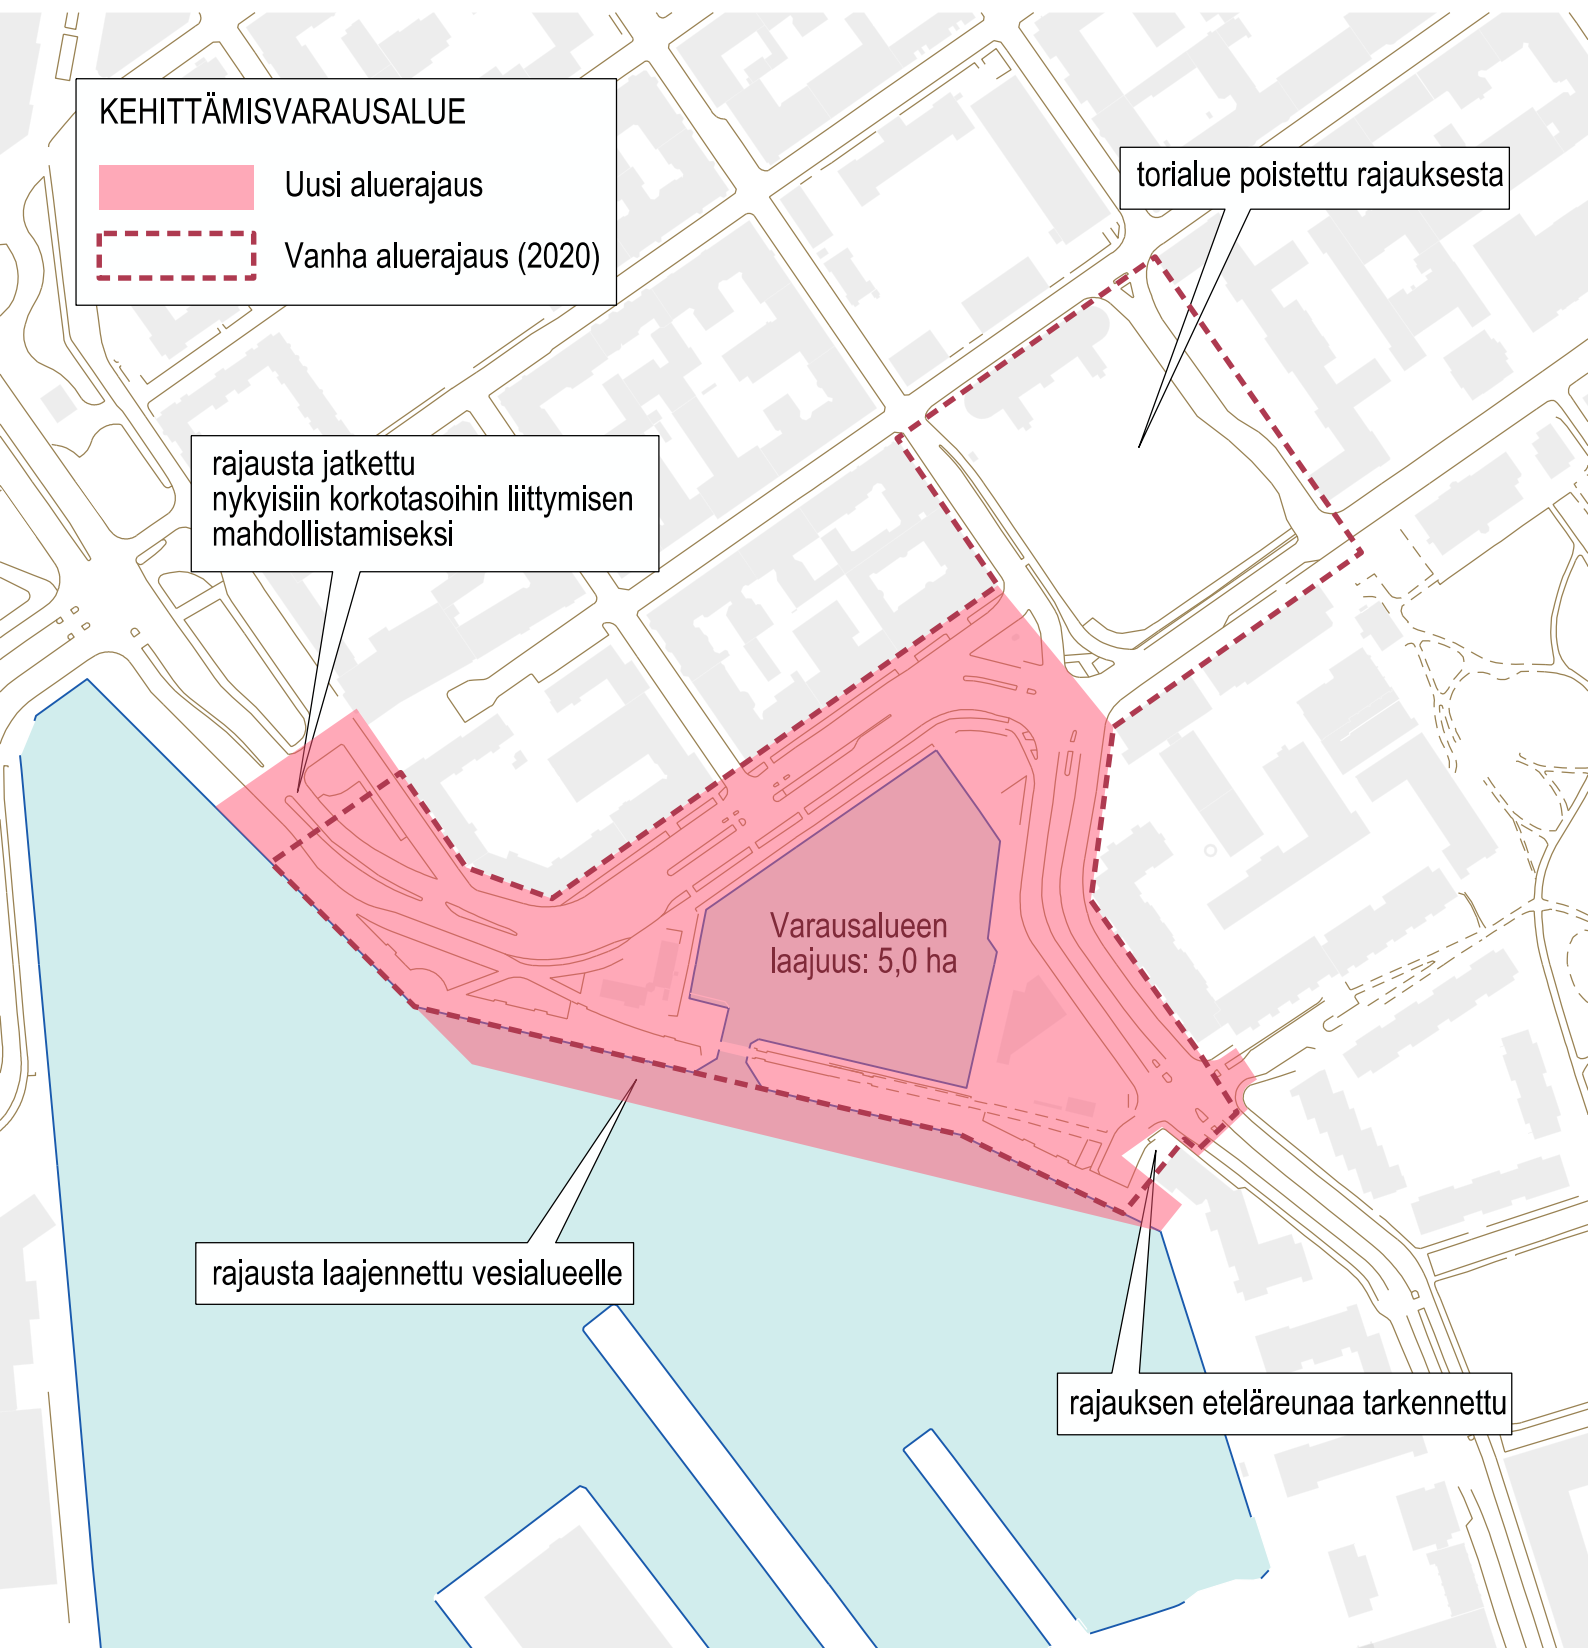 KEHITTÄMISVARAUSALUE
Uusi aluerajaus
Vanha aluerajaus (2020)
torialue poistettu rajauksesta
rajausta jatkettu
nykyisiin korkotasoihin liittymisen
mahdollistamiseksi
Varausalueen
laajuus: 5,0 ha
rajausta laajennettu vesialueelle
rajauksen eteläreunaa tarkennettu